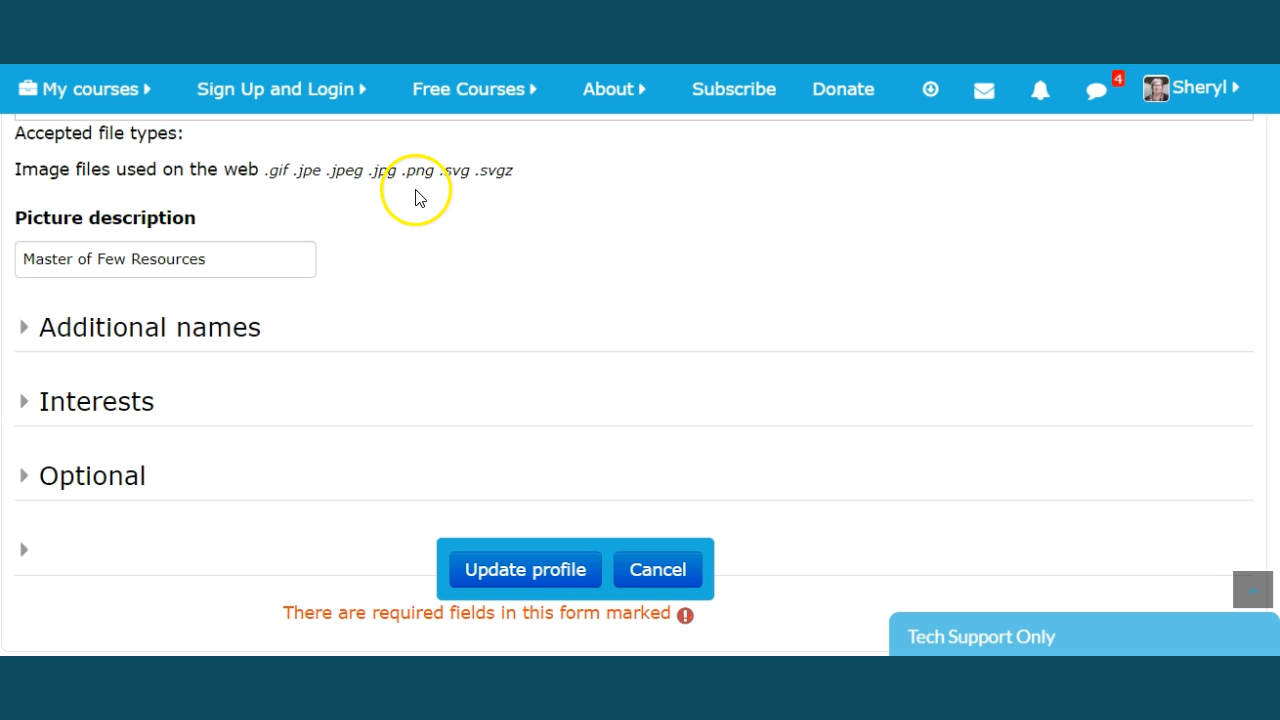 My courses Sign Up and Login Free Courses About Subscribe Donate 4 Sheryl
Accepted file types:
Image files used on the web .gif .jpe .jpeg .jpg .png .svg .svgz
Picture description
Master of Few Resources
Additional names
Interests
Optional
Update profile Cancel
There are required fields in this form marked
Tech Support Only